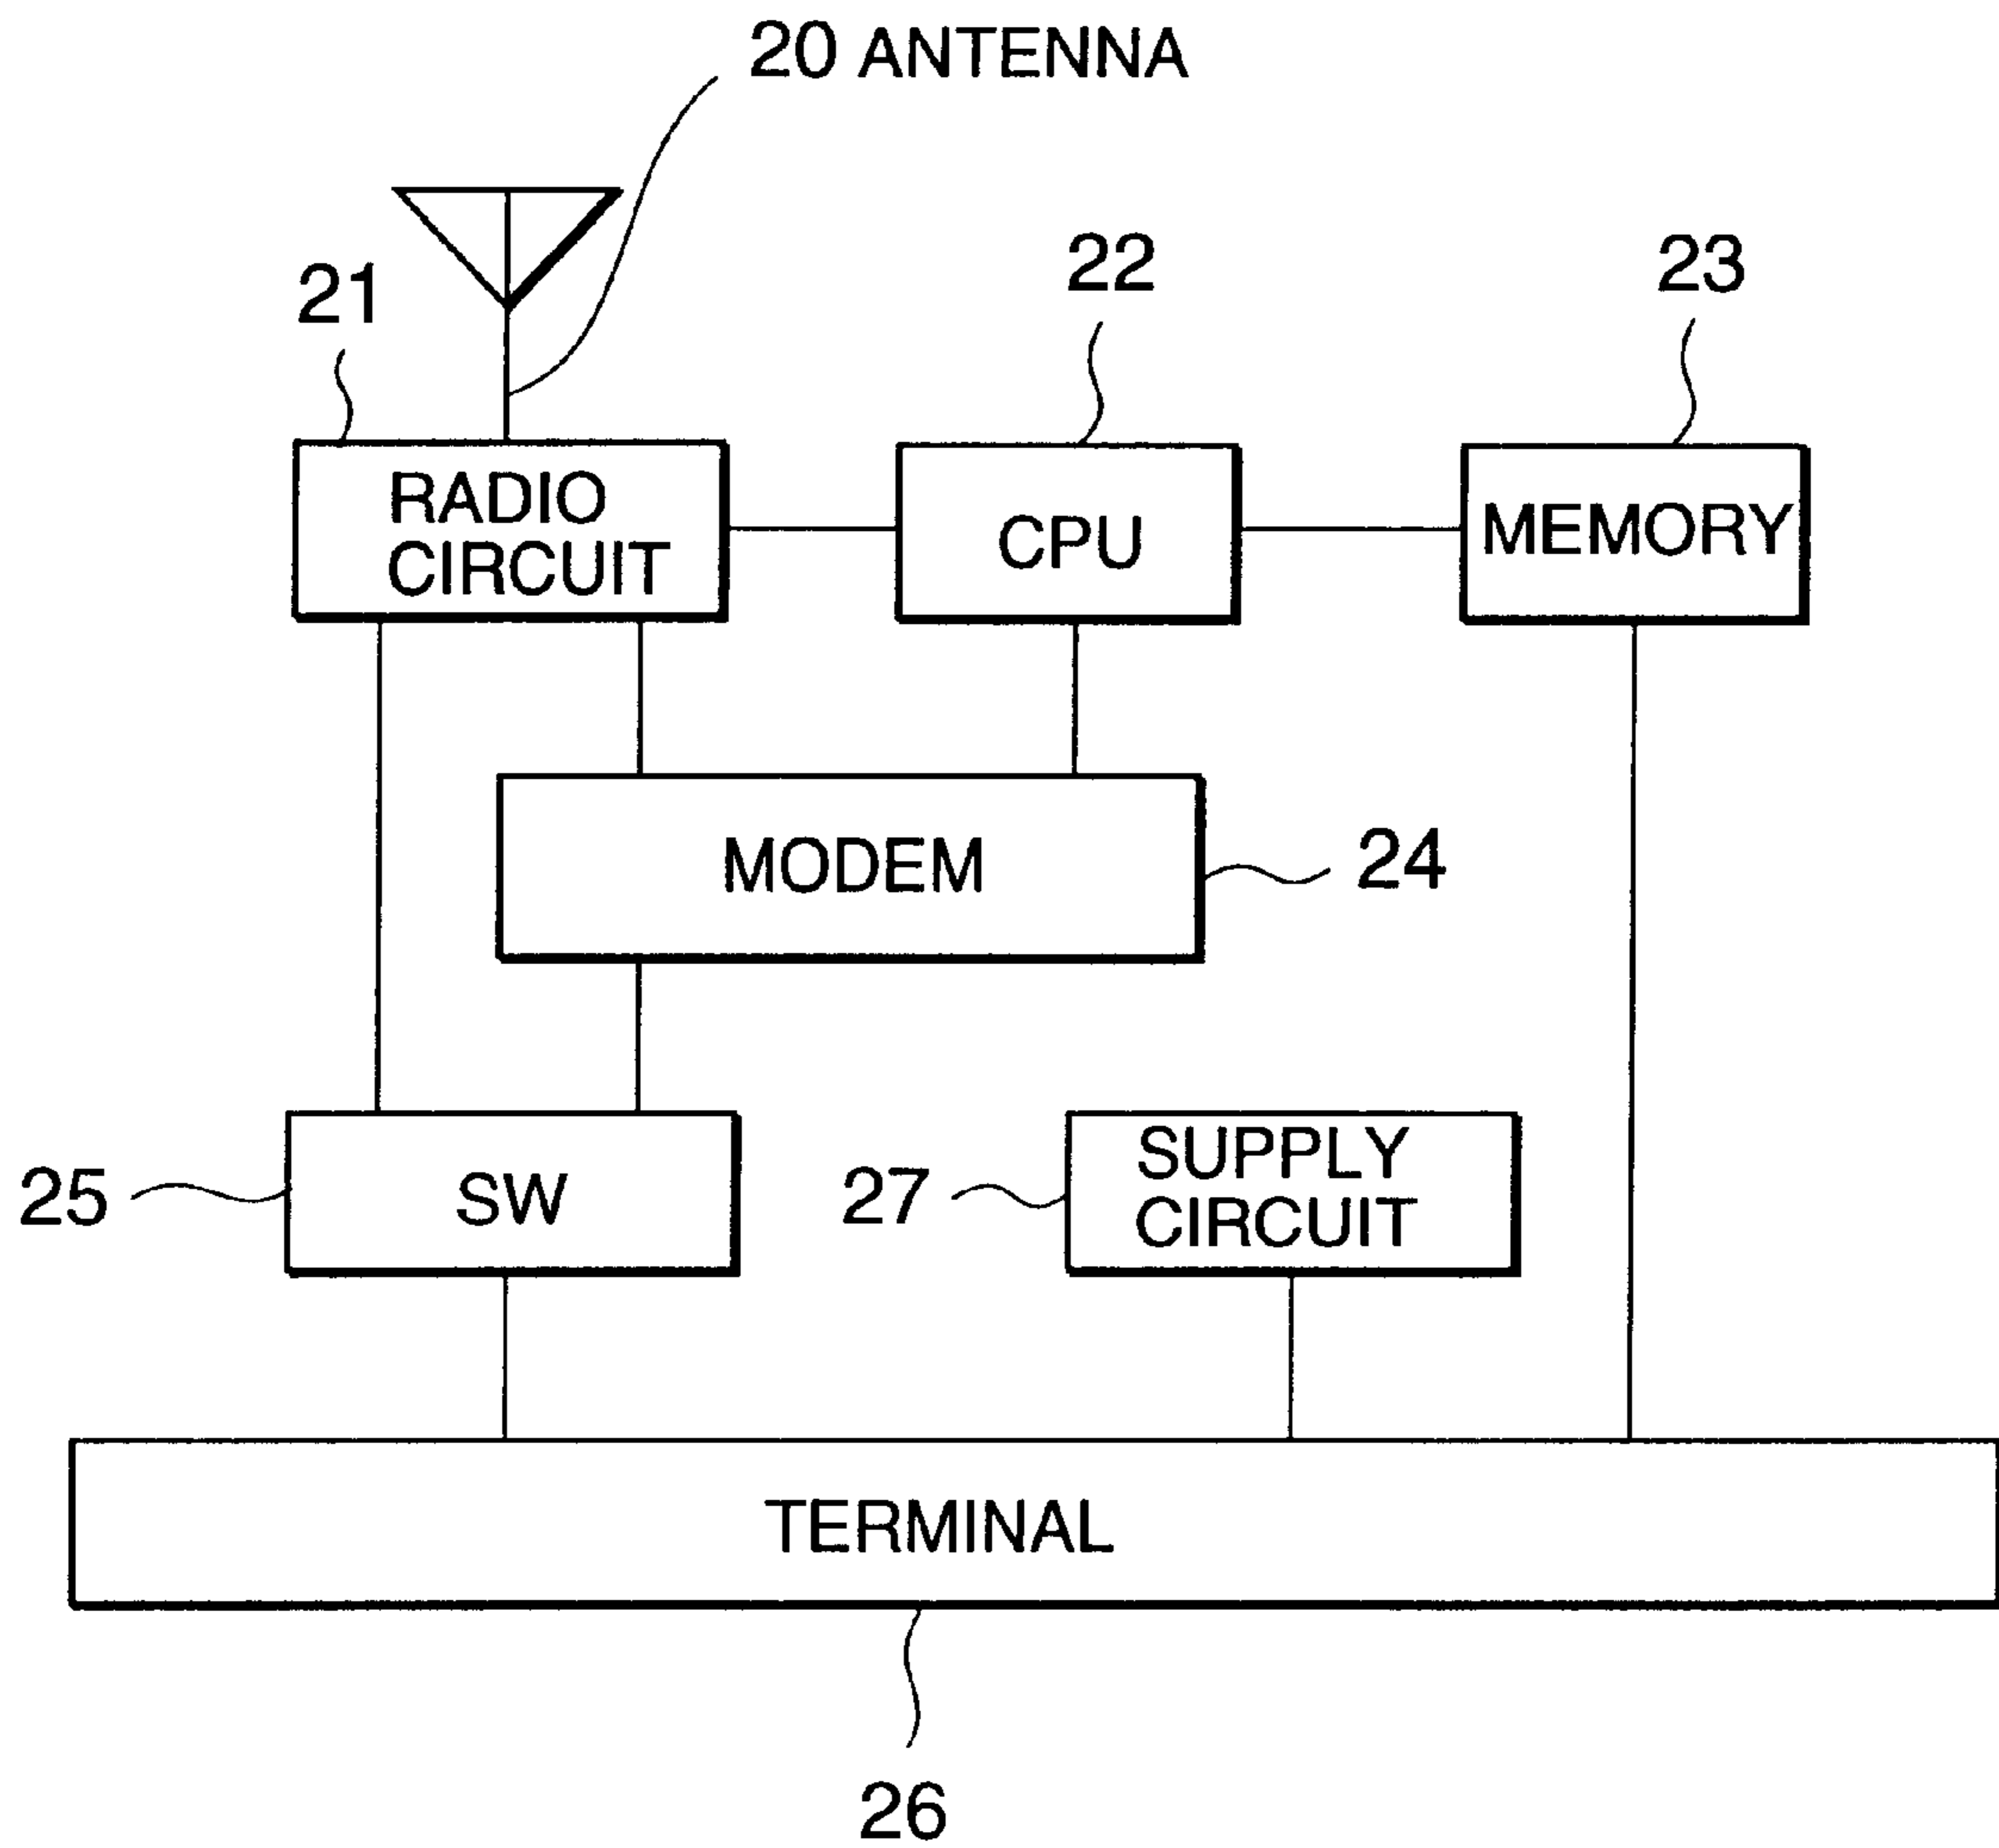 20 ANTENNA
21
22
23
RADIO
CIRCUIT
CPU
MEMORY
MODEM
24
25
SW
27
SUPPLY
CIRCUIT
TERMINAL
26